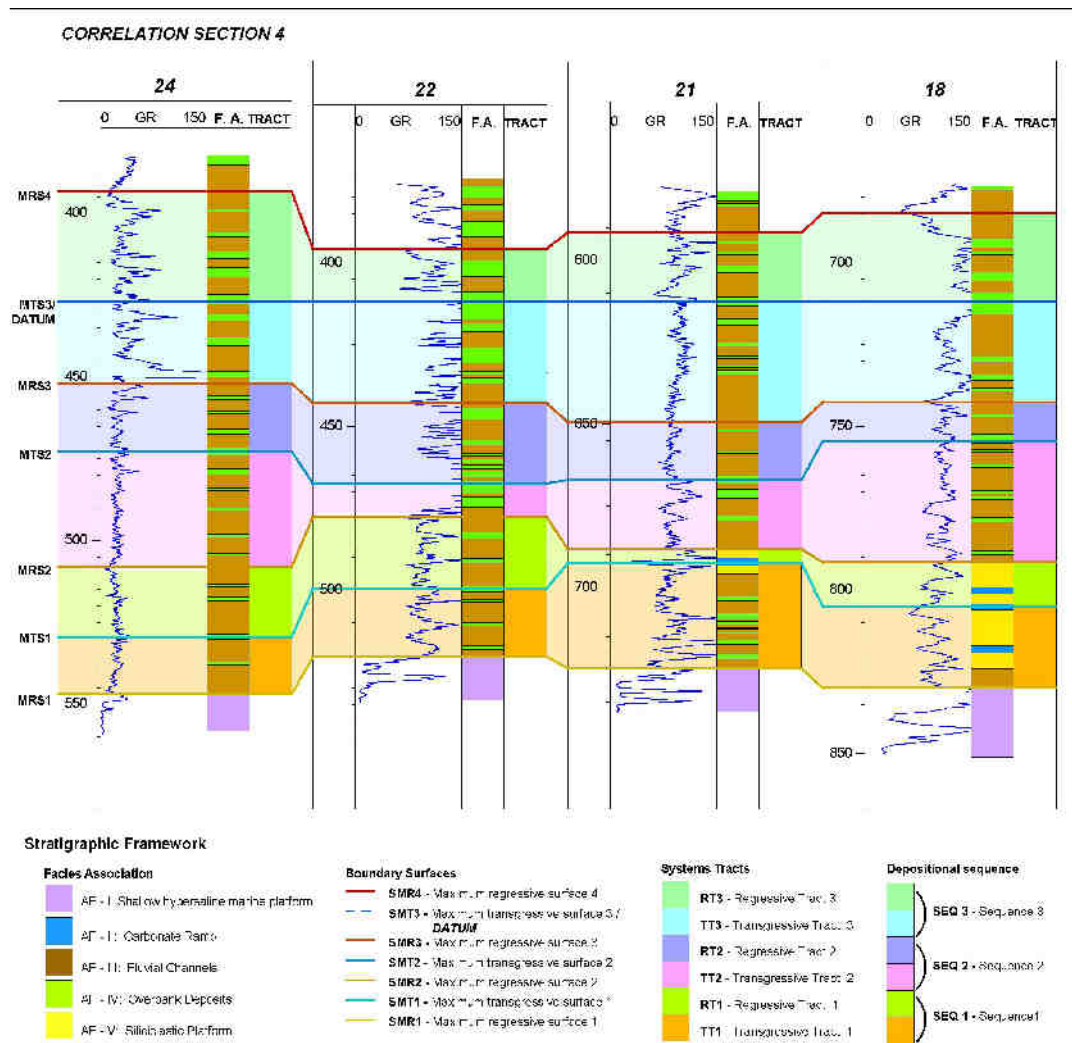 CORRELATION SECTION 4
24 22 21 18
0 GR 150 F. A. TRACT 0 GR 150 F.A. TRACT 0 GR 150 F.A. TRACT 0 GR 150 F.A. TRACT
MRS4
400 400 600 700
MTS3/
DATUM
MRS3
450 450 650 750
MTS2
500 500 700 800
MRS2
MTS1
MRS1
550 850
Stratigraphic Framework
Facies Association
AF - I: Shallow hypersaline marine platform
AF - II: Carbonate Ramp
AF - III: Fluvial Channels
AF - IV: Overbank Deposits
AF - V: Siliciclastic Platform
Boundary Surfaces
SMR4 - Maximum regressive surface 4
SMT3 - Maximum transgressive surface 3 /
DATUM
SMR3 - Maximum regressive surface 3
SMT2 - Maximum transgressive surface 2
SMR2 - Maximum regressive surface 2
SMT1 - Maximum transgressive surface 1
SMR1 - Maximum regressive surface 1
Systems Tracts
RT3 - Regressive Tract 3
TT3 - Transgressive Tract 3
RT2 - Regressive Tract 2
TT2 - Transgressive Tract 2
RT1 - Regressive Tract 1
TT1 - Transgressive Tract 1
Depositional sequence
SEQ 3 - Sequence 3
SEQ 2 - Sequence 2
SEQ 1 - Sequence1